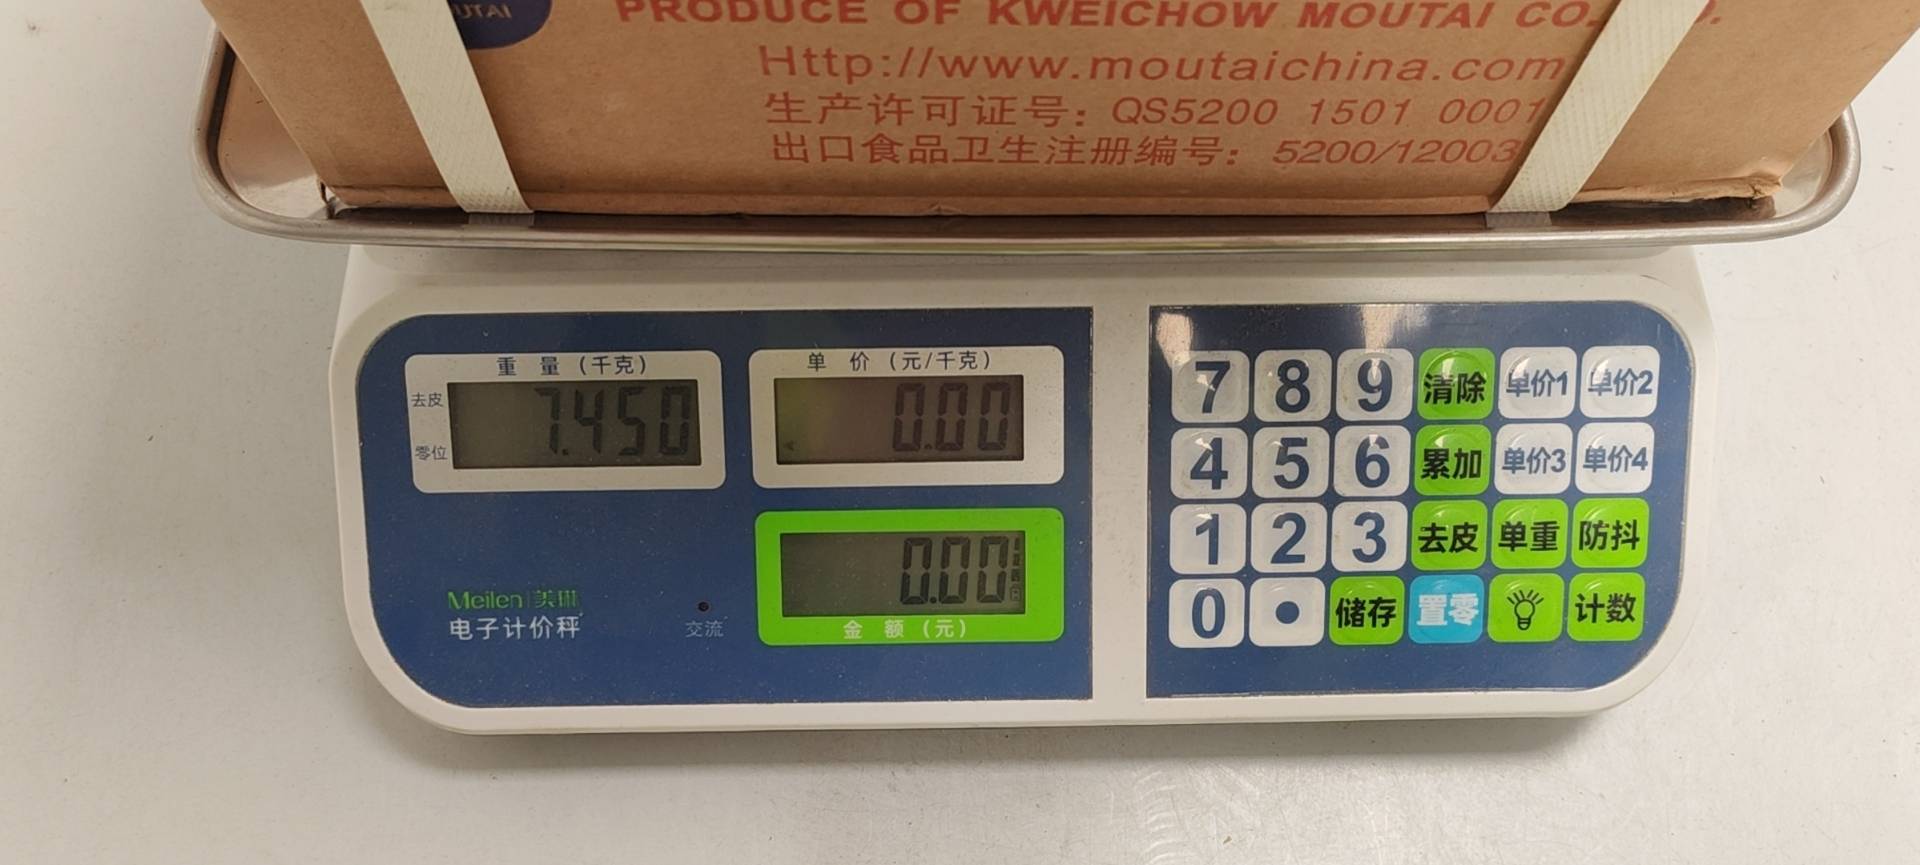 UTAI
PRODUCE OF KWEICHOW MOUTAI CO.
Http://www.moutaichina.com
生产许可证号：QS5200 1501 0001
出口食品卫生注册编号：5200/12003
重 量（千克）
去皮
零位
7.450
单 价（元/千克）
0.00
0.00
金 额（元）
Meilen|美琳
电子计价秤
交流
7 8 9 清除 单价1 单价2
4 5 6 累加 单价3 单价4
1 2 3 去皮 单重 防抖
0 • 储存 置零 计数